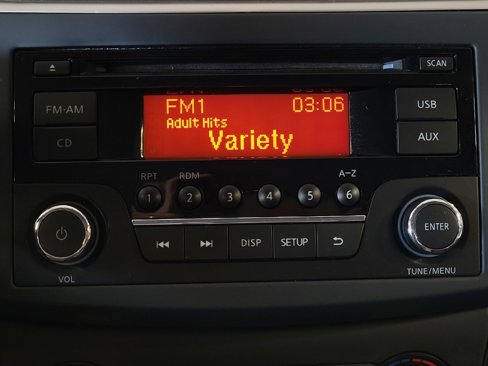 SCAN
FM·AM
FM1 03:06
USB
Adult Hits
Variety
CD
AUX
RPT RDM A–Z
1 2 3 4 5 6
DISP SETUP
ENTER
VOL
TUNE/MENU